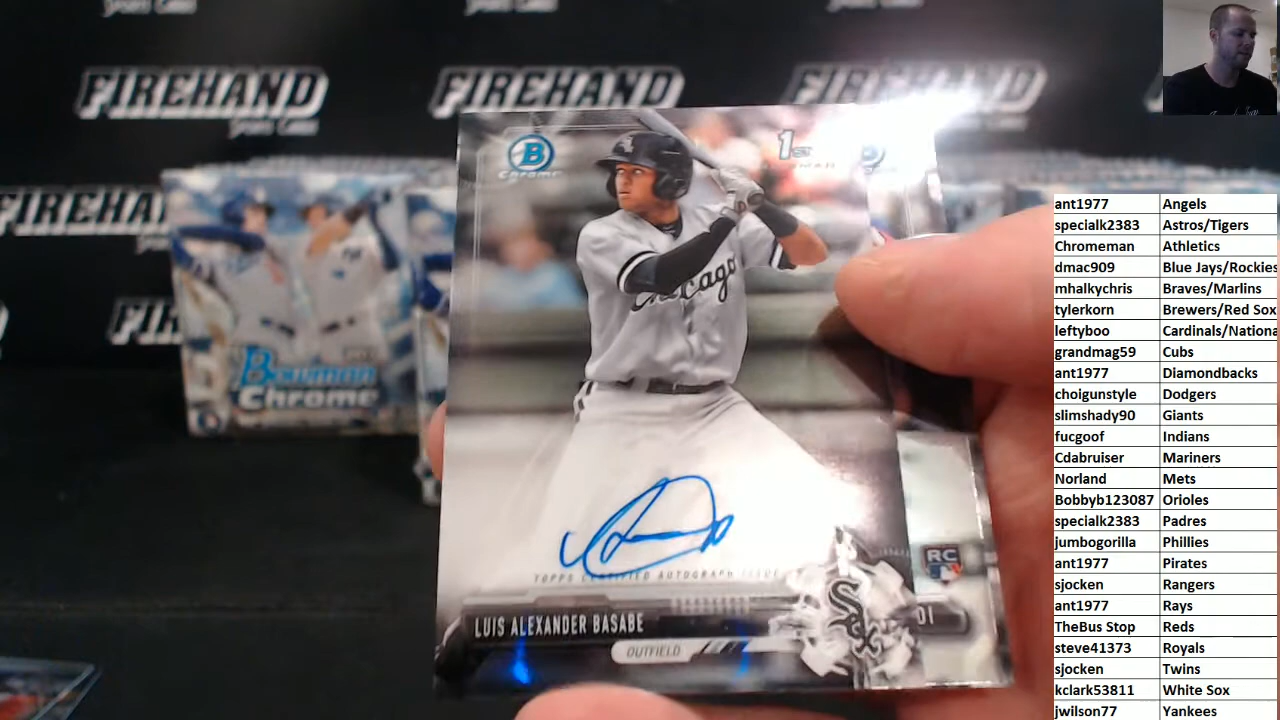 FIREHAND
FIREHAND
FIREHAND
Sports Cards
FIREHAND
Bowman
Chrome
B
Chrome
1st
Chicago
TOPPS CERTIFIED AUTOGRAPH ISSUE
LUIS ALEXANDER BASABE
OUTFIELD
Sox
RC
DI
ant1977 Angels
specialk2383 Astros/Tigers
Chromeman Athletics
dmac909 Blue Jays/Rockies
mhalkychris Braves/Marlins
tylerkorn Brewers/Red Sox
leftyboo Cardinals/Nationa
grandmag59 Cubs
ant1977 Diamondbacks
choigunstyle Dodgers
slimshady90 Giants
fucgoof Indians
Cdabruiser Mariners
Norland Mets
Bobbyb123087 Orioles
specialk2383 Padres
jumbogorilla Phillies
ant1977 Pirates
sjocken Rangers
ant1977 Rays
TheBus Stop Reds
steve41373 Royals
sjocken Twins
kclark53811 White Sox
jwilson77 Yankees